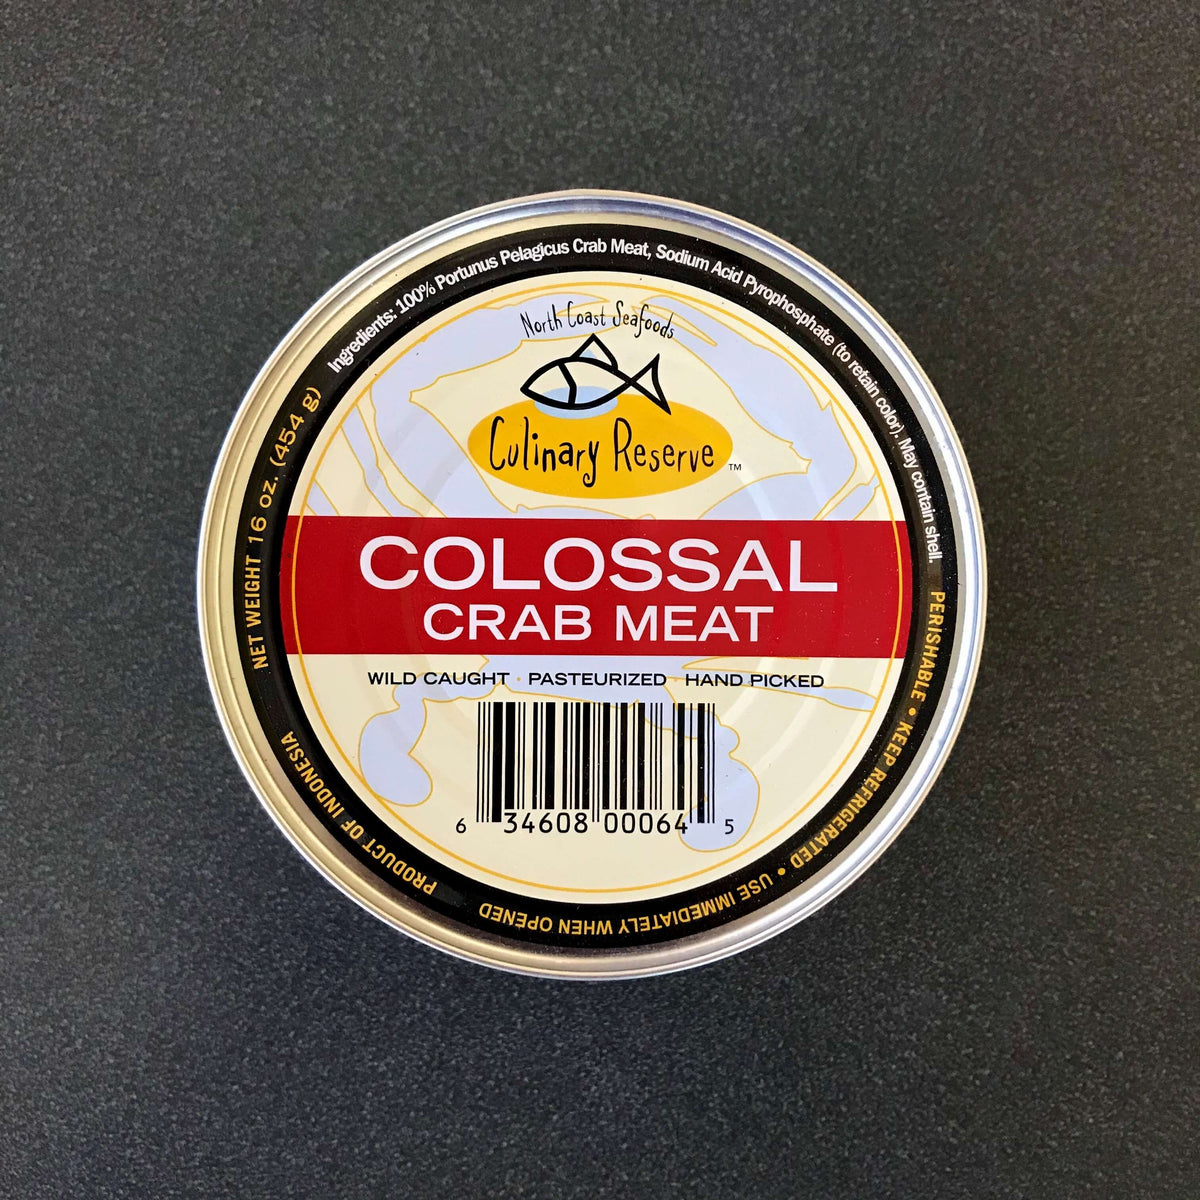 North Coast Seafoods
Culinary Reserve™
COLOSSAL
CRAB MEAT
WILD CAUGHT · PASTEURIZED · HAND PICKED
6 34608 00064 5
NET WEIGHT 16 oz. (454 g)
Ingredients: 100% Portunus Pelagicus Crab Meat, Sodium Acid Pyrophosphate (to retain color). May contain shell.
PERISHABLE • KEEP REFRIGERATED • USE IMMEDIATELY WHEN OPENED
PRODUCT OF INDONESIA